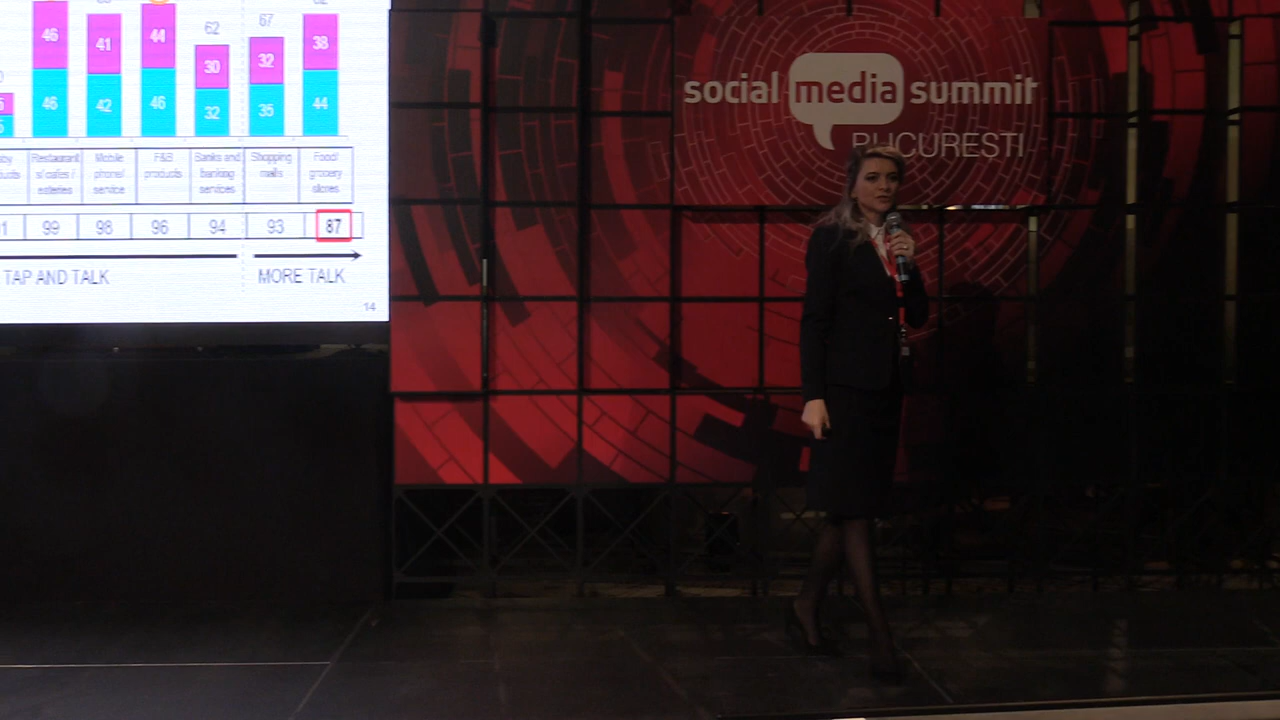 62
67
46
41
44
30
32
38
46
42
46
32
35
44
Restaurant Mobile F&B Banks and Shopping Food/
s/ cafes / phone/ products banking malls grocery
eateries service services stores
99 98 96 94 93 87
TAP AND TALK MORE TALK
14
social media summit
BUCURESTI